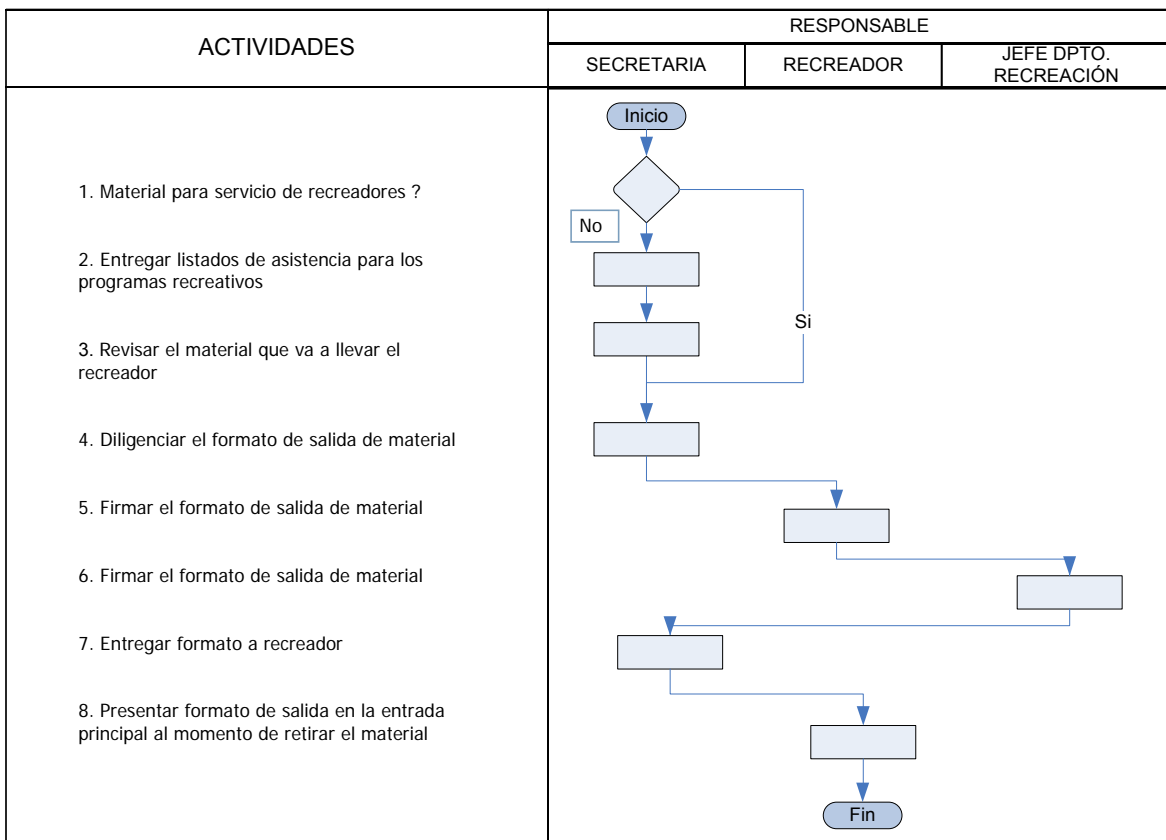 ACTIVIDADES
RESPONSABLE
SECRETARIA
RECREADOR
JEFE DPTO.
RECREACIÓN
Inicio
1. Material para servicio de recreadores ?
No
2. Entregar listados de asistencia para los
programas recreativos
Si
3. Revisar el material que va a llevar el
recreador
4. Diligenciar el formato de salida de material
5. Firmar el formato de salida de material
6. Firmar el formato de salida de material
7. Entregar formato a recreador
8. Presentar formato de salida en la entrada
principal al momento de retirar el material
Fin